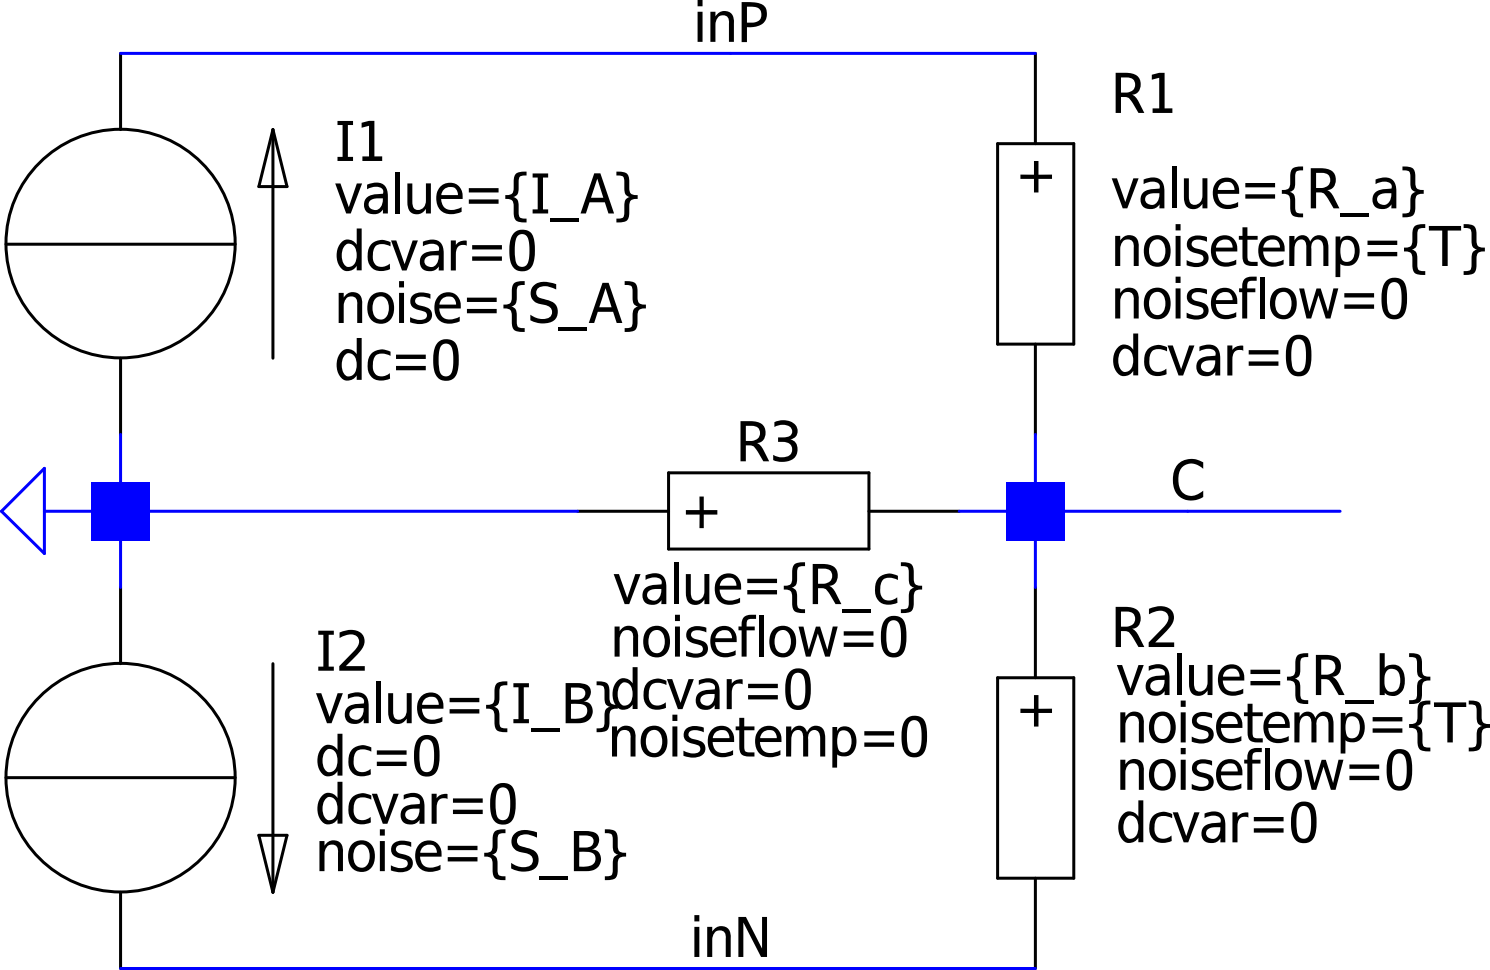 inP
I1
value={I_A}
dcvar=0
noise={S_A}
dc=0
R1
+
value={R_a}
noisetemp={T}
noiseflow=0
dcvar=0
R3
+
value={R_c}
noiseflow=0
dcvar=0
noisetemp=0
C
I2
value={I_B}
dc=0
dcvar=0
noise={S_B}
R2
+
value={R_b}
noisetemp={T}
noiseflow=0
dcvar=0
inN